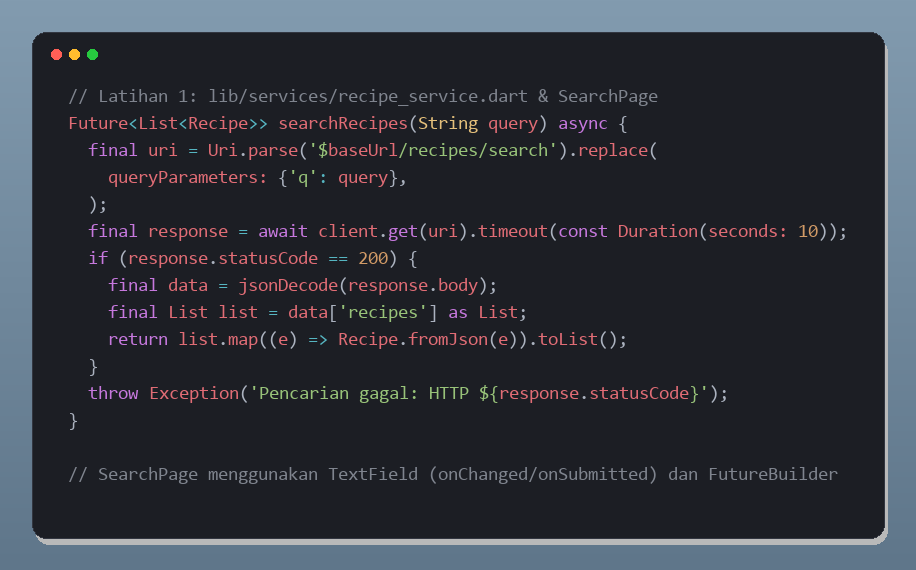 // Latihan 1: lib/services/recipe_service.dart & SearchPage
Future<List<Recipe>> searchRecipes(String query) async {
  final uri = Uri.parse('$baseUrl/recipes/search').replace(
    queryParameters: {'q': query},
  );
  final response = await client.get(uri).timeout(const Duration(seconds: 10));
  if (response.statusCode == 200) {
    final data = jsonDecode(response.body);
    final List list = data['recipes'] as List;
    return list.map((e) => Recipe.fromJson(e)).toList();
  }
  throw Exception('Pencarian gagal: HTTP ${response.statusCode}');
}
// SearchPage menggunakan TextField (onChanged/onSubmitted) dan FutureBuilder